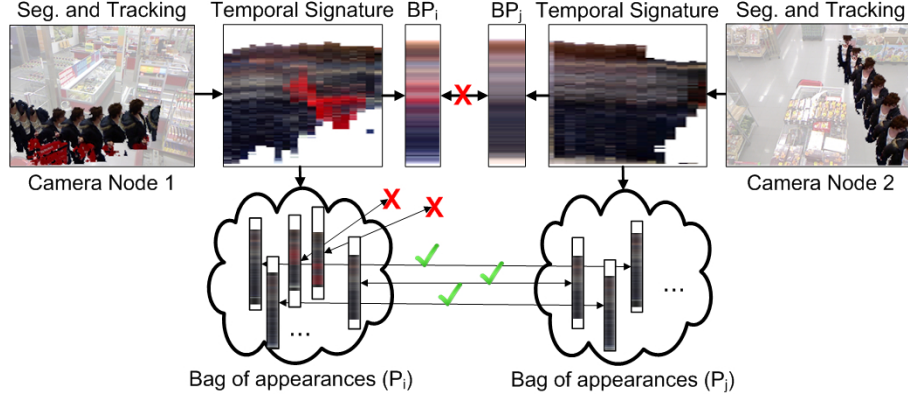 Seg. and Tracking Temporal Signature BPi BPj Temporal Signature Seg. and Tracking
X
Camera Node 1 Camera Node 2
X X
... ...
Bag of appearances (Pi) Bag of appearances (Pj)